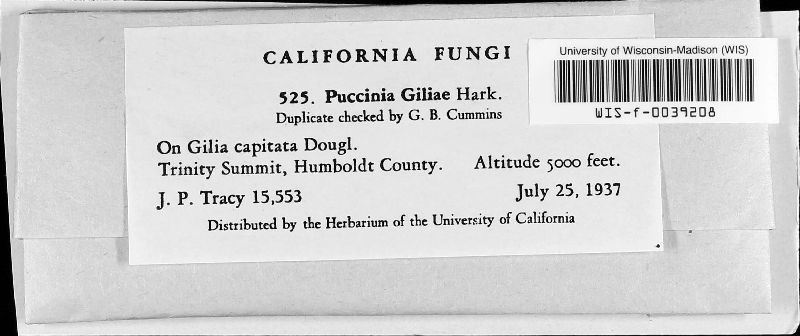 CALIFORNIA FUNGI
University of Wisconsin-Madison (WIS)
WIS-f-0039208
525. Puccinia Giliae Hark.
Duplicate checked by G. B. Cummins
On Gilia capitata Dougl.
Trinity Summit, Humboldt County. Altitude 5000 feet.
J. P. Tracy 15,553 July 25, 1937
Distributed by the Herbarium of the University of California